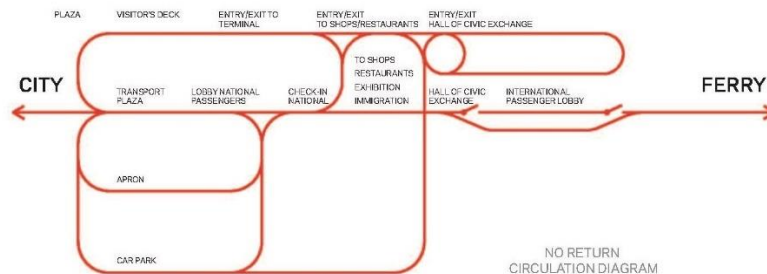 PLAZA
VISITOR'S DECK
ENTRY/EXIT TO
TERMINAL
ENTRY/EXIT
TO SHOPS/RESTAURANTS
ENTRY/EXIT
HALL OF CIVIC EXCHANGE
TO SHOPS
RESTAURANTS
EXHIBITION
IMMIGRATION
CITY
TRANSPORT
PLAZA
LOBBY NATIONAL
PASSENGERS
CHECK-IN
NATIONAL
HALL OF CIVIC
EXCHANGE
INTERNATIONAL
PASSENGER LOBBY
FERRY
APRON
CAR PARK
NO RETURN
CIRCULATION DIAGRAM